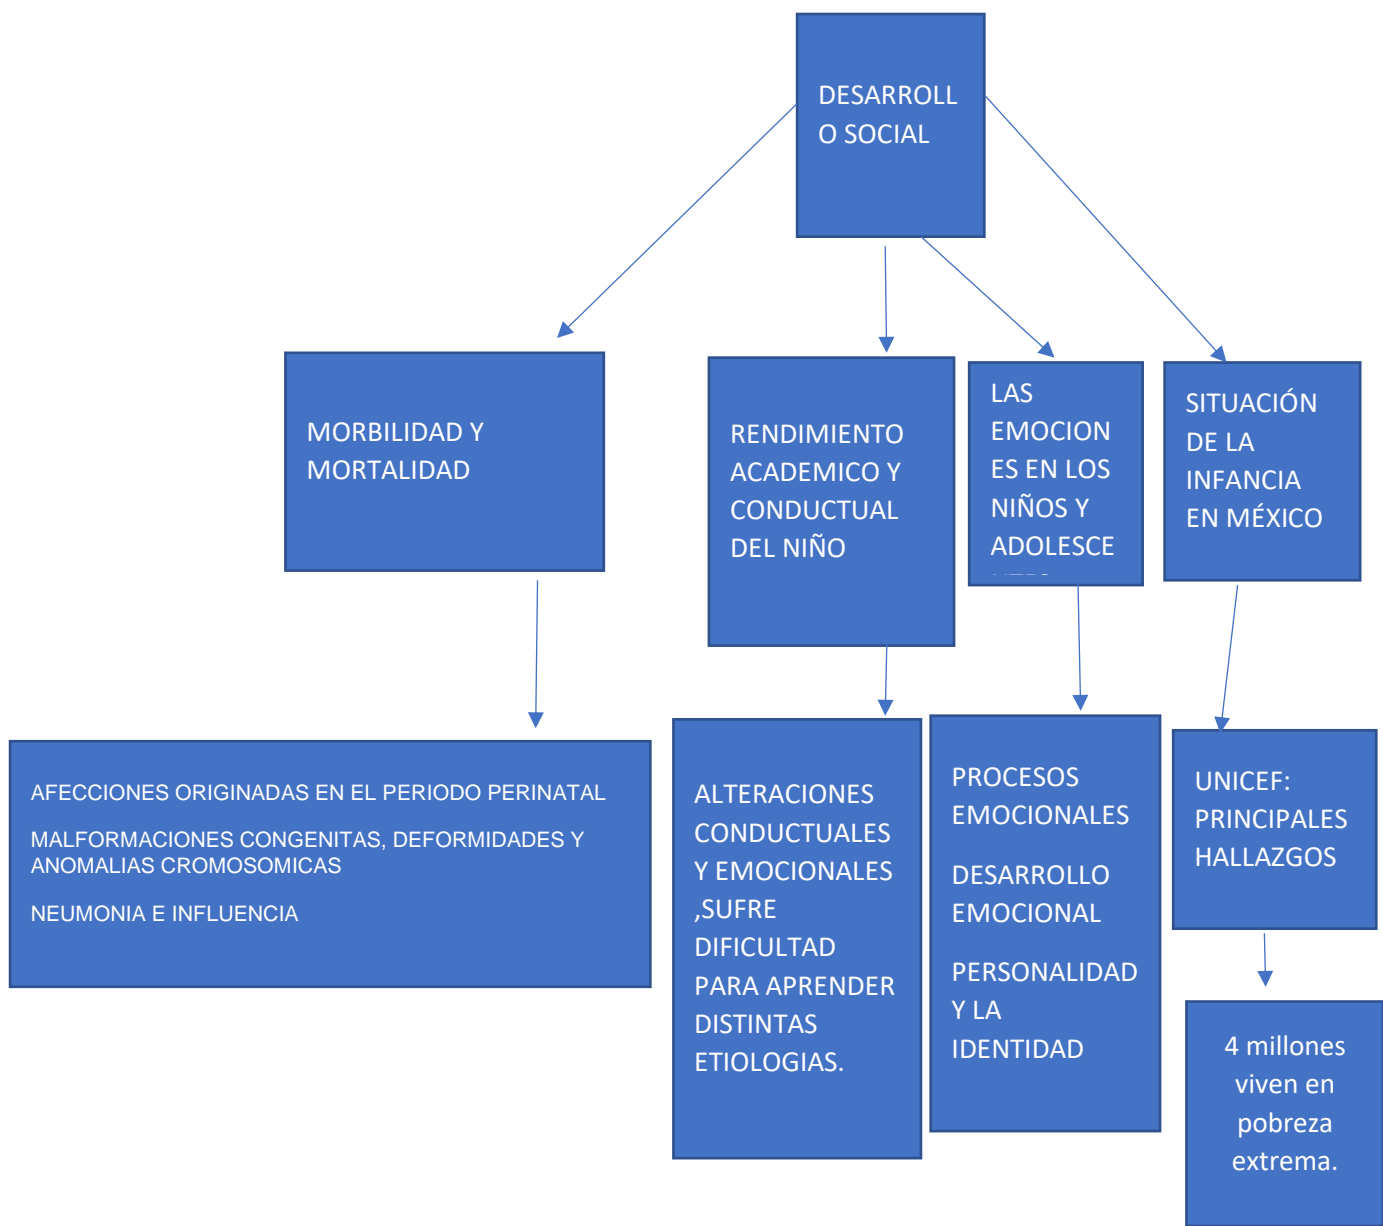 DESARROLL
O SOCIAL
MORBILIDAD Y
MORTALIDAD
RENDIMIENTO
ACADEMICO Y
CONDUCTUAL
DEL NIÑO
LAS
EMOCION
ES EN LOS
NIÑOS Y
ADOLESCE
SITUACIÓN
DE LA
INFANCIA
EN MÉXICO
AFECCIONES ORIGINADAS EN EL PERIODO PERINATAL
MALFORMACIONES CONGENITAS, DEFORMIDADES Y
ANOMALIAS CROMOSOMICAS
NEUMONIA E INFLUENCIA
ALTERACIONES
CONDUCTUALES
Y EMOCIONALES
,SUFRE
DIFICULTAD
PARA APRENDER
DISTINTAS
ETIOLOGIAS.
PROCESOS
EMOCIONALES
DESARROLLO
EMOCIONAL
PERSONALIDAD
Y LA
IDENTIDAD
UNICEF:
PRINCIPALES
HALLAZGOS
4 millones
viven en
pobreza
extrema.